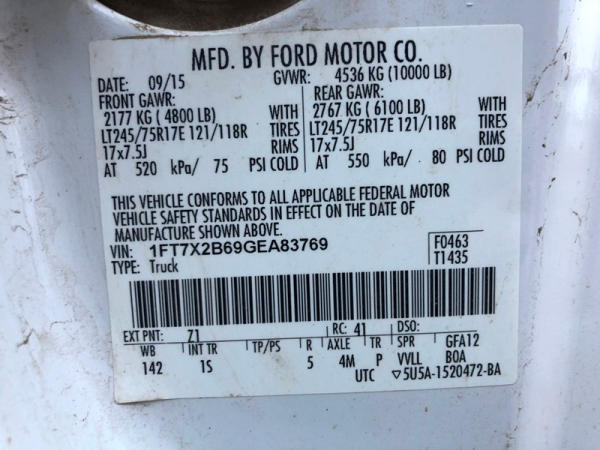 MFD. BY FORD MOTOR CO.
DATE: 09/15 GVWR: 4536 KG (10000 LB)
FRONT GAWR: REAR GAWR:
2177 KG ( 4800 LB) WITH 2767 KG ( 6100 LB) WITH
LT245/75R17E 121/118R TIRES LT245/75R17E 121/118R TIRES
17x7.5J RIMS 17x7.5J RIMS
AT 520 kPa/ 75 PSI COLD AT 550 kPa/ 80 PSI COLD
THIS VEHICLE CONFORMS TO ALL APPLICABLE FEDERAL MOTOR
VEHICLE SAFETY STANDARDS IN EFFECT ON THE DATE OF
MANUFACTURE SHOWN ABOVE.
VIN: 1FT7X2B69GEA83769 F0463
TYPE: Truck T1435
EXT PNT: Z1 RC: 41 DSO:
WB INT TR TP/PS R AXLE TR SPR GFA12
142 1S 5 4M P VVLL BOA
UTC ▽5U5A-1520472-BA